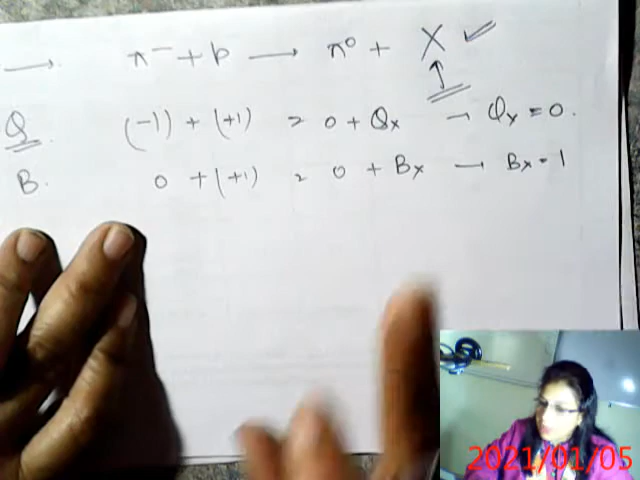 → π⁻ + p → π⁰ + X ✓
Q (-1) + (+1) = 0 + Qx → Qx = 0.
B. 0 + (+1) = 0 + Bx → Bx = 1
2021/01/05